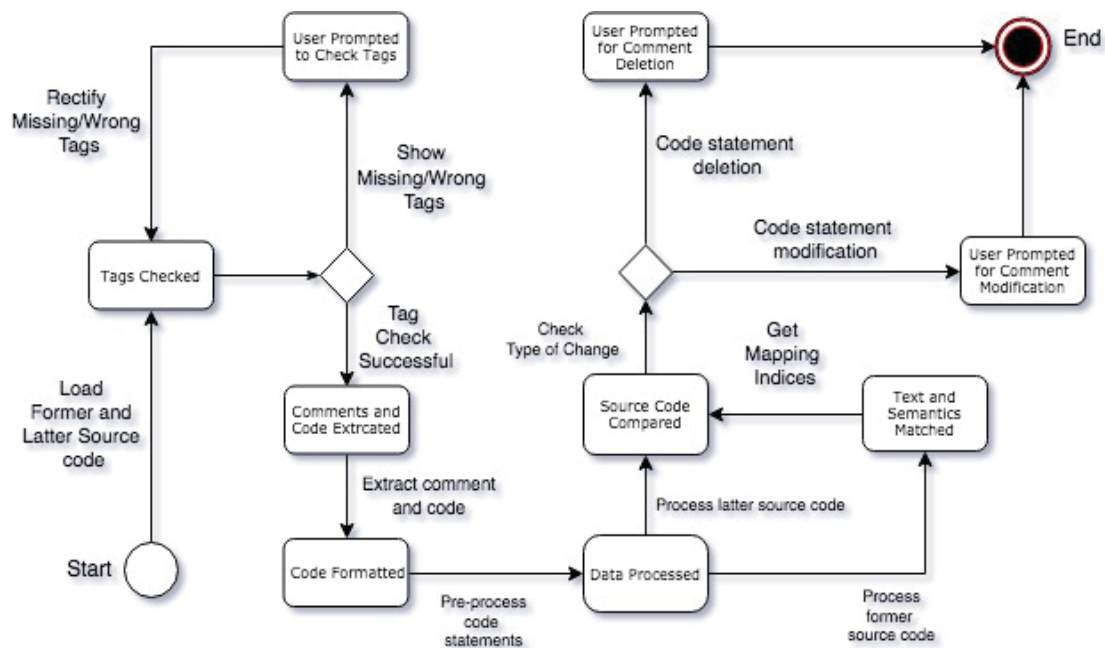 User Prompted
to Check Tags
User Prompted
for Comment
Deletion
End
Rectify
Missing/Wrong
Tags
Show
Missing/Wrong
Tags
Code statement
deletion
Code statement
modification
Tags Checked
User Prompted
for Comment
Modification
Tag
Check
Successful
Check
Type of Change
Get
Mapping
Indices
Load
Former and
Latter Source
code
Comments and
Code Extrcated
Source Code
Compared
Text and
Semantics
Matched
Extract comment
and code
Process latter source code
Start
Code Formatted
Data Processed
Pre-process
code
statements
Process
former
source code